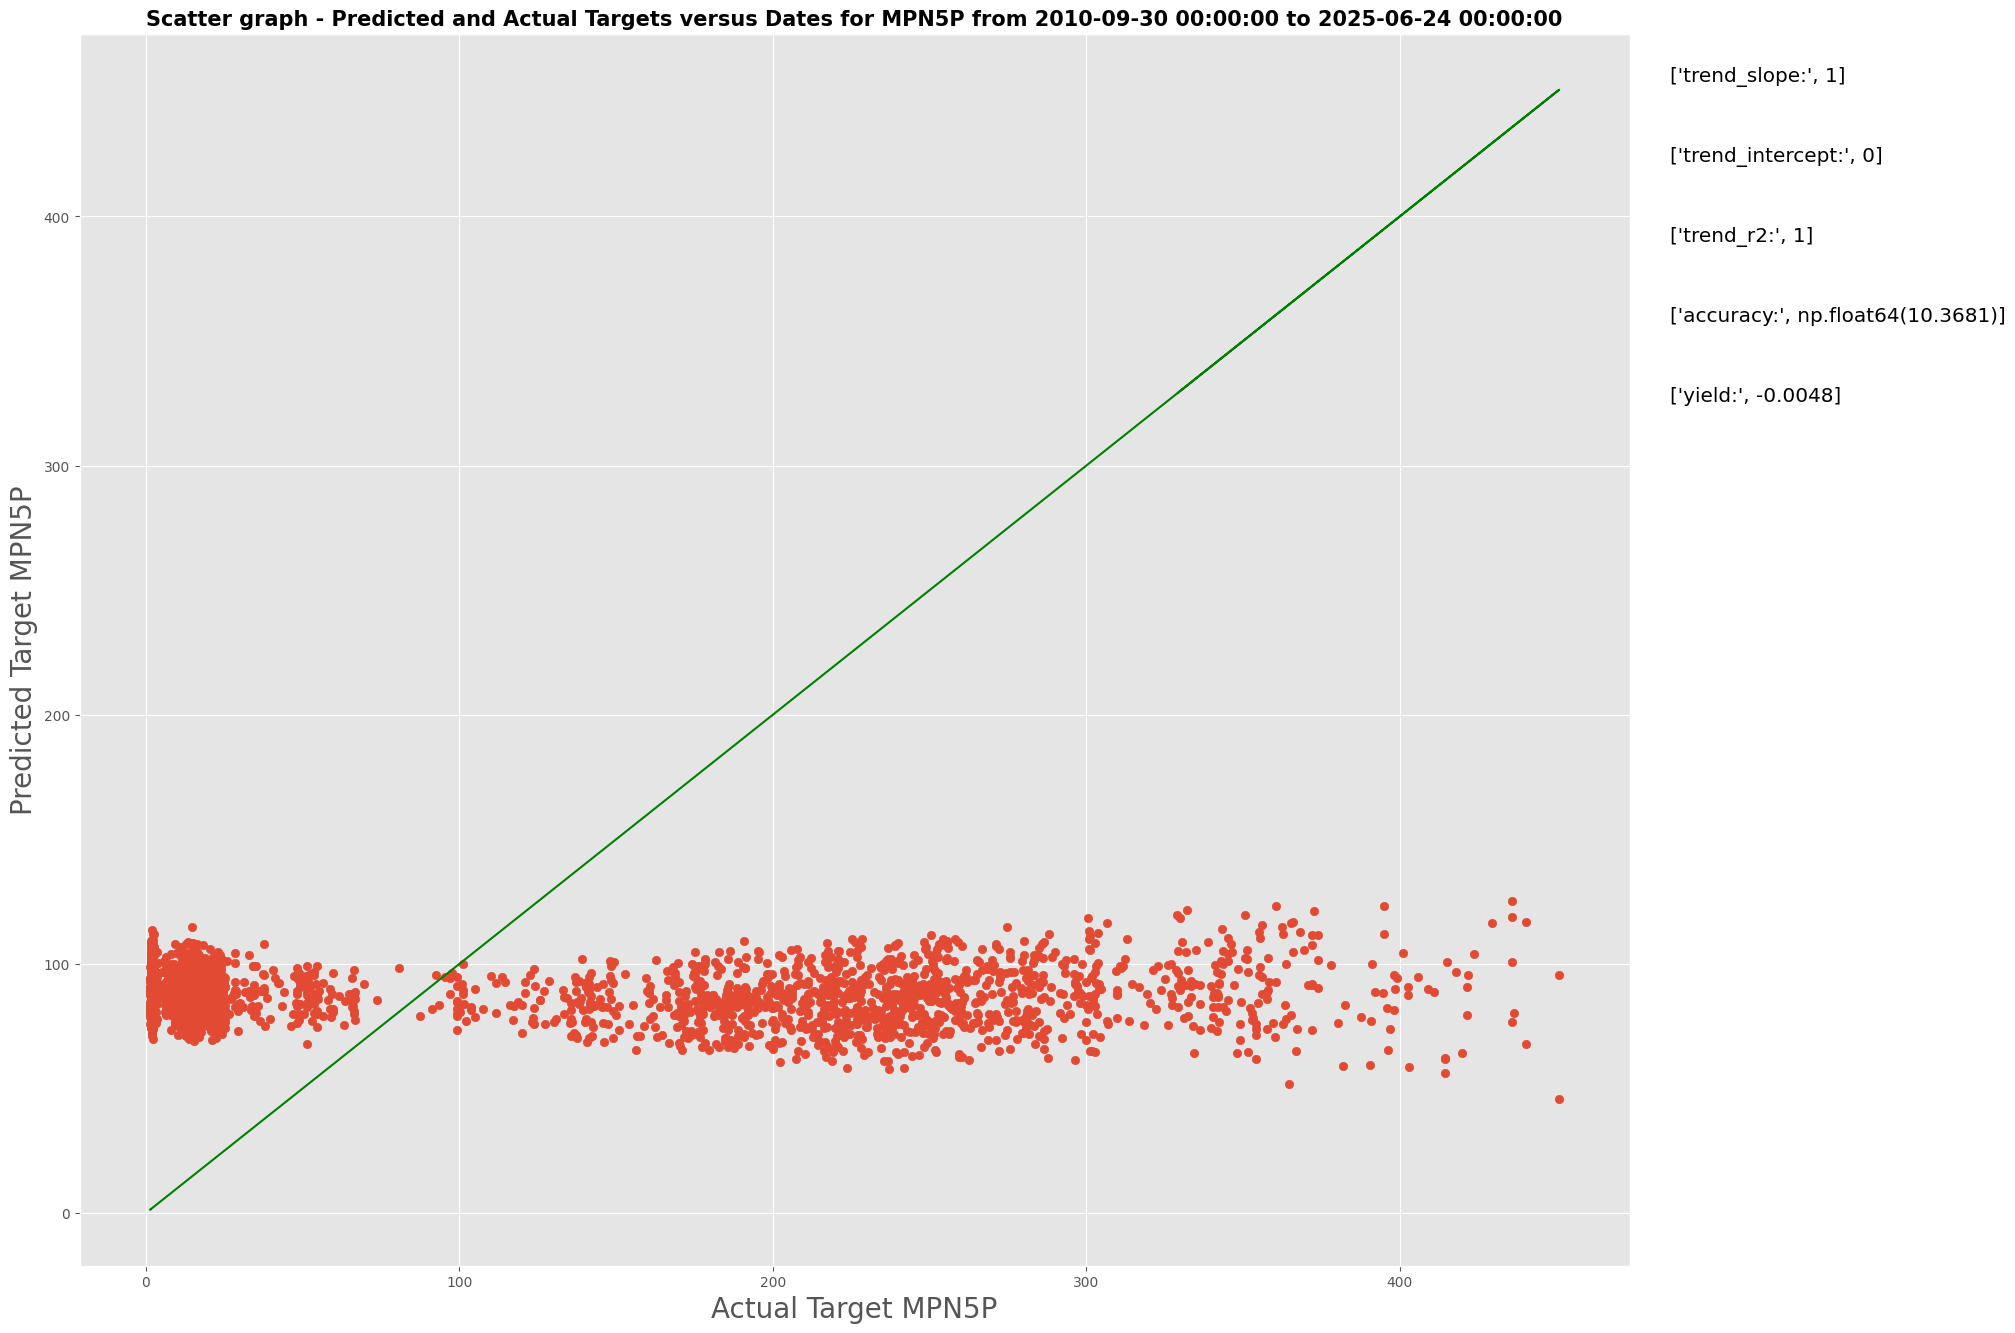 Scatter graph - Predicted and Actual Targets versus Dates for MPN5P from 2010-09-30 00:00:00 to 2025-06-24 00:00:00
['trend_slope:', 1]
['trend_intercept:', 0]
['trend_r2:', 1]
['accuracy:', np.float64(10.3681)]
['yield:', -0.0048]
Predicted Target MPN5P
400
300
200
100
0
0 100 200 300 400
Actual Target MPN5P